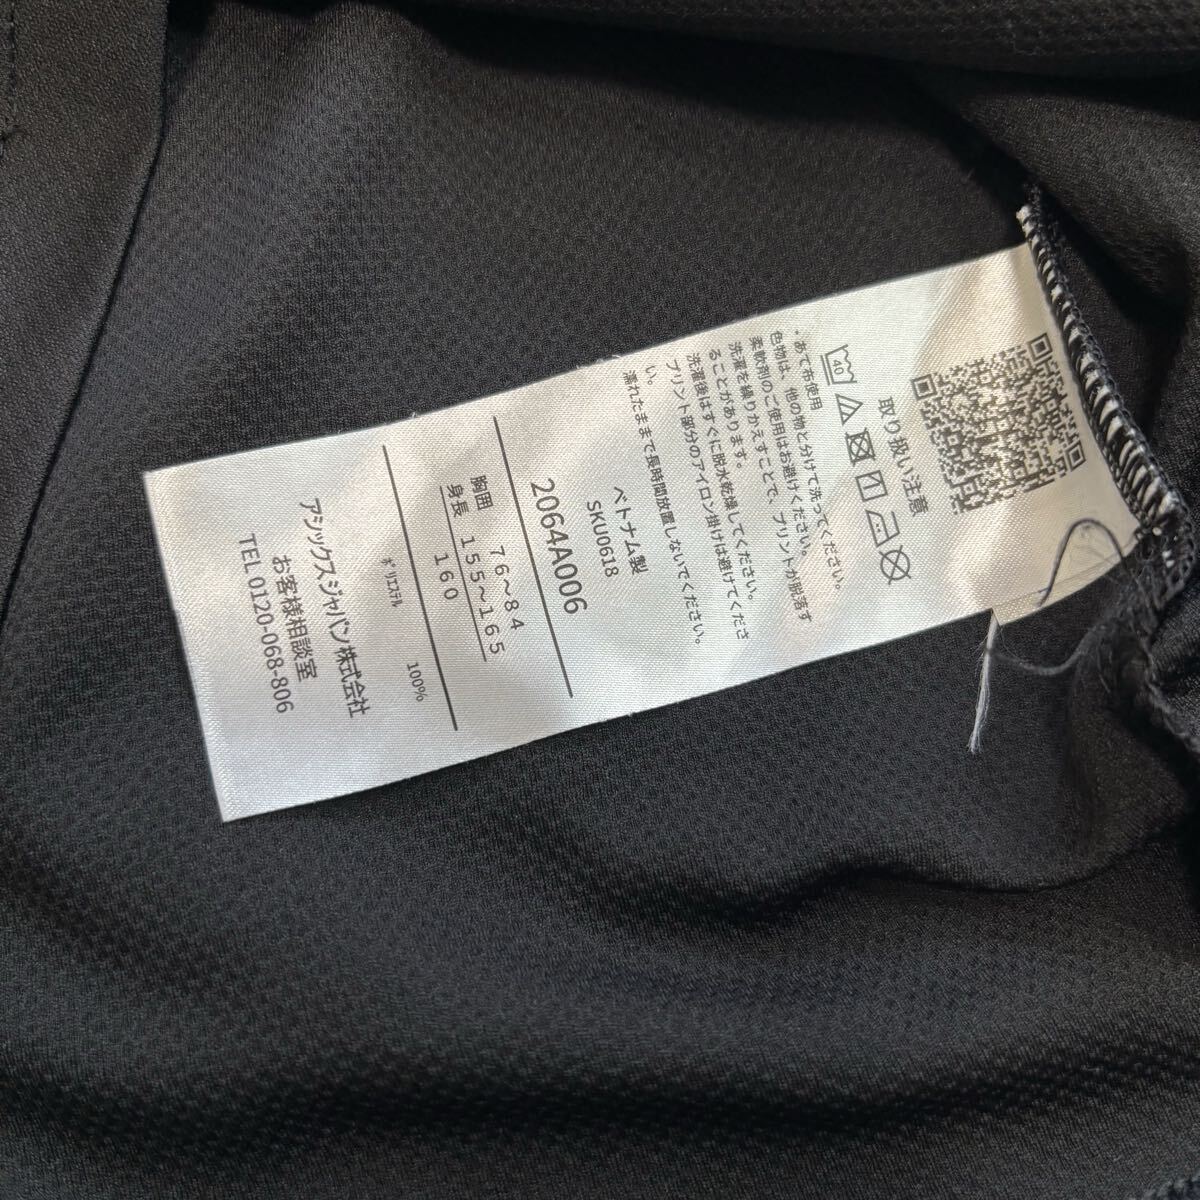 取り扱い注意
40
・あて布使用
色物は、他の物と分けて洗ってください。
柔軟剤のご使用はお避けください。
洗濯を繰りかえすことで、プリントが脱落す
ることがあります。
洗濯後はすぐに脱水乾燥してください。
プリント部分のアイロン掛けは避けてくださ
い。
濡れたままで長時間放置しないでください。
ベトナム製
SKU0618
2064A006
胸囲 76～84
身長 155～165
160
ﾎﾟﾘｴｽﾃﾙ 100%
アシックスジャパン株式会社
お客様相談室
TEL 0120-068-806